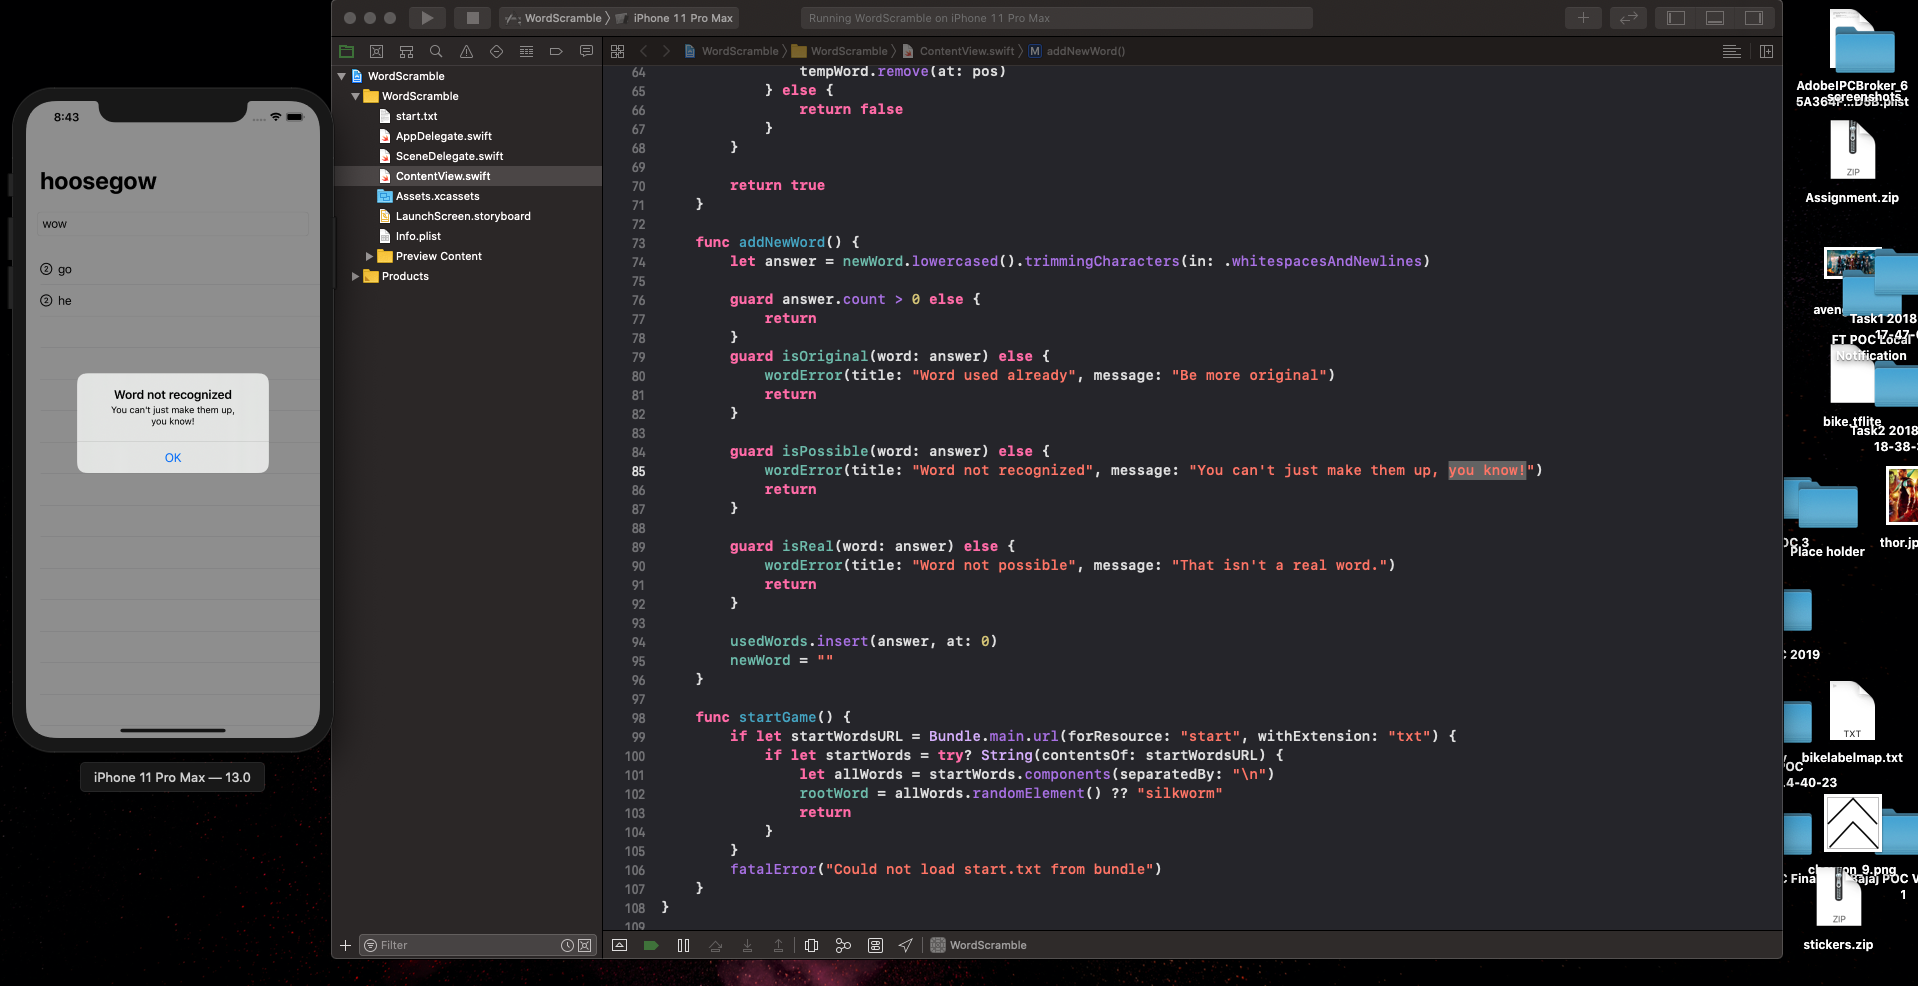 WordScramble
iPhone 11 Pro Max
Running WordScramble on iPhone 11 Pro Max
WordScramble
WordScramble
ContentView.swift
M
addNewWord()
WordScramble
WordScramble
start.txt
AppDelegate.swift
SceneDelegate.swift
ContentView.swift
Assets.xcassets
LaunchScreen.storyboard
Info.plist
Preview Content
Products
8:43
hoosegow
wow
2 go
2 he
Word not recognized
You can't just make them up,
you know!
OK
iPhone 11 Pro Max — 13.0
64 tempWord.remove(at: pos)
65 } else {
66 return false
67 }
68 }
69
70 return true
71 }
72
73 func addNewWord() {
74 let answer = newWord.lowercased().trimmingCharacters(in: .whitespacesAndNewlines)
75
76 guard answer.count > 0 else {
77 return
78 }
79 guard isOriginal(word: answer) else {
80 wordError(title: "Word used already", message: "Be more original")
81 return
82 }
83
84 guard isPossible(word: answer) else {
85 wordError(title: "Word not recognized", message: "You can't just make them up, you know!")
86 return
87 }
88
89 guard isReal(word: answer) else {
90 wordError(title: "Word not possible", message: "That isn't a real word.")
91 return
92 }
93
94 usedWords.insert(answer, at: 0)
95 newWord = ""
96 }
97
98 func startGame() {
99 if let startWordsURL = Bundle.main.url(forResource: "start", withExtension: "txt") {
100 if let startWords = try? String(contentsOf: startWordsURL) {
101 let allWords = startWords.components(separatedBy: "\n")
102 rootWord = allWords.randomElement() ?? "silkworm"
103 return
104 }
105 }
106 fatalError("Could not load start.txt from bundle")
107 }
108 }
109
Filter
WordScramble
AdobeIPCBroker_6
screenshots
ZIP
Assignment.zip
Task1 2018
17-47-
FT POC Local
Notification
bike.tflite
Task2 2018
18-38-
Place holder
thor.jp
2019
TXT
bikelabelmap.txt
POC
4-40-23
POC V
1
ZIP
stickers.zip